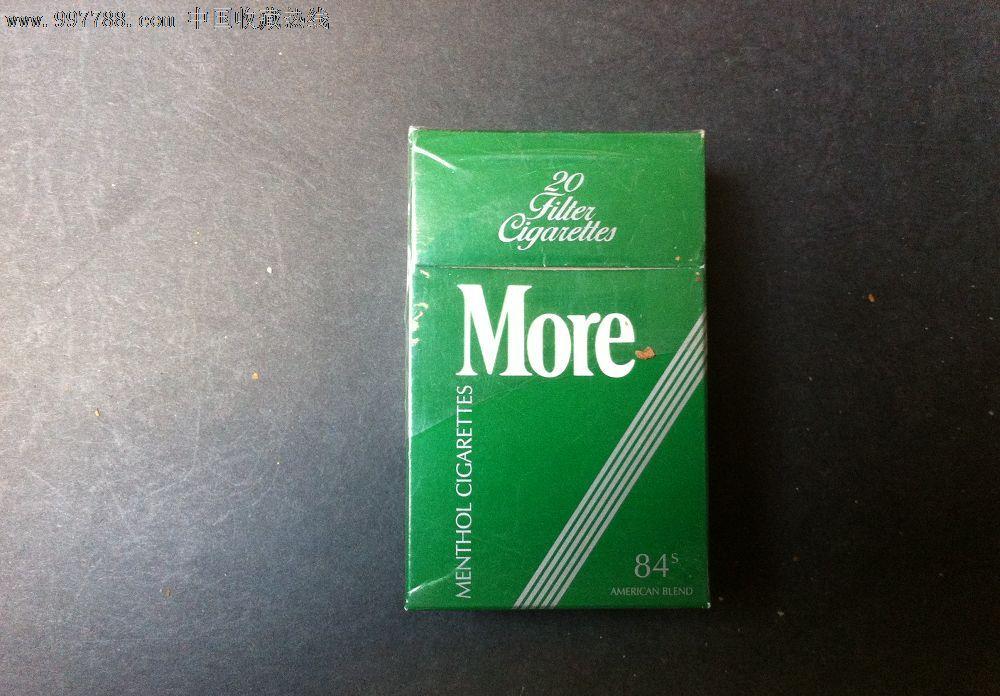 www.997788.com 中国收藏热线
20
Filter
Cigarettes
More
MENTHOL CIGARETTES
84s
AMERICAN BLEND